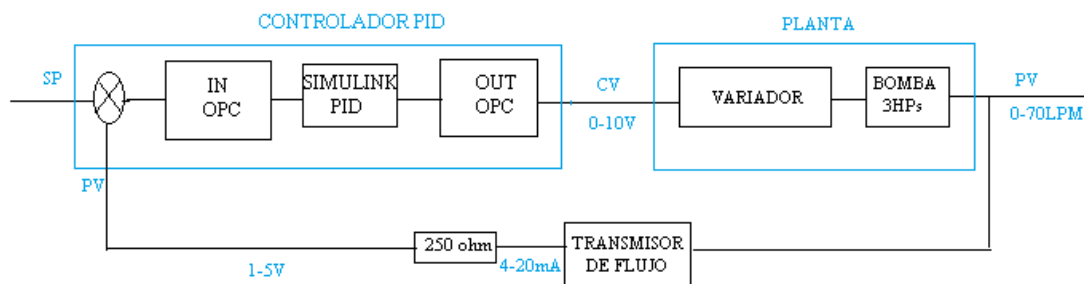 CONTROLADOR PID
PLANTA
SP
IN
OPC
SIMULINK
PID
OUT
OPC
CV
0-10V
VARIADOR
BOMBA
3HPs
PV
0-70LPM
PV
1-5V
250 ohm
4-20mA
TRANSMISOR
DE FLUJO